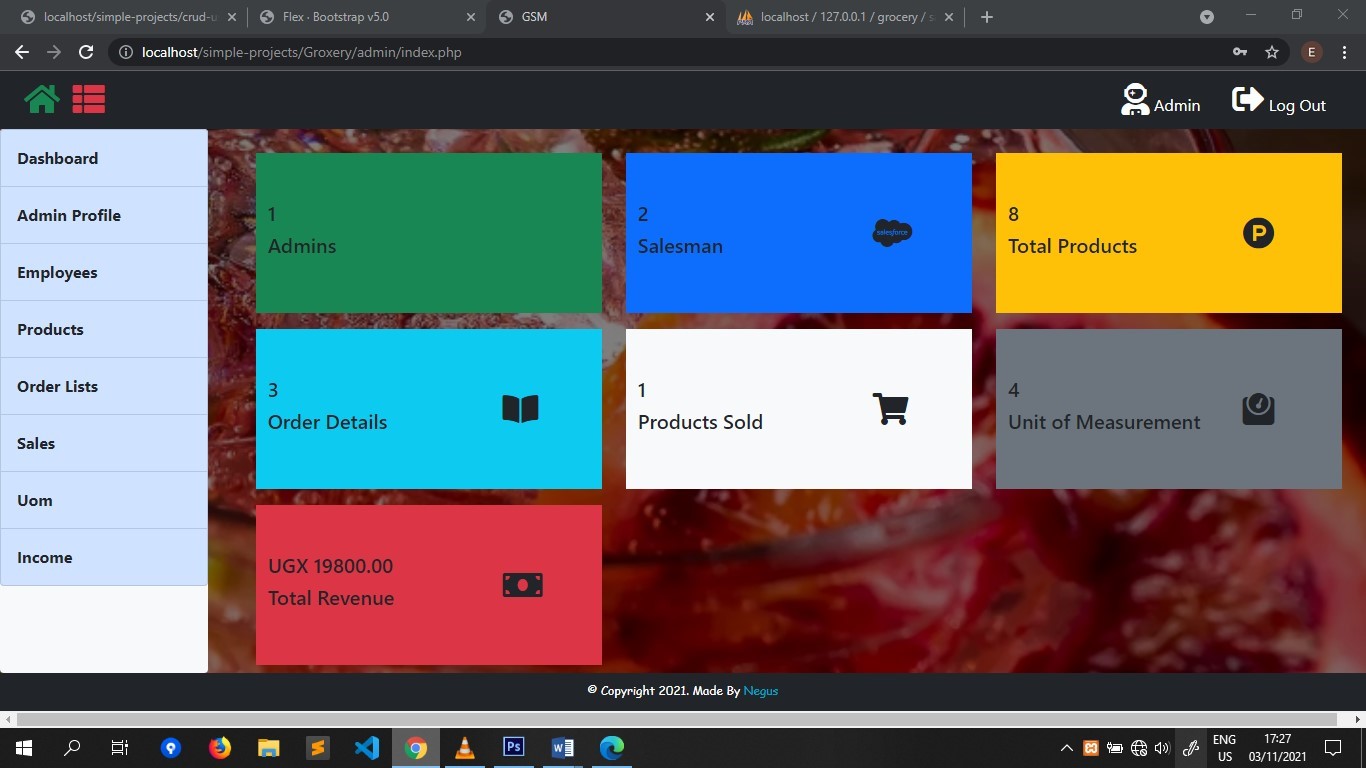 localhost/simple-projects/crud-u
Flex · Bootstrap v5.0
GSM
localhost / 127.0.0.1 / grocery / s
localhost/simple-projects/Groxery/admin/index.php
E
Admin
Log Out
Dashboard
Admin Profile
Employees
Products
Order Lists
Sales
Uom
Income
1
Admins
2
Salesman
salesforce
8
Total Products
P
3
Order Details
1
Products Sold
4
Unit of Measurement
UGX 19800.00
Total Revenue
© Copyright 2021. Made By Negus
Ps
W
ENG
US
17:27
03/11/2021